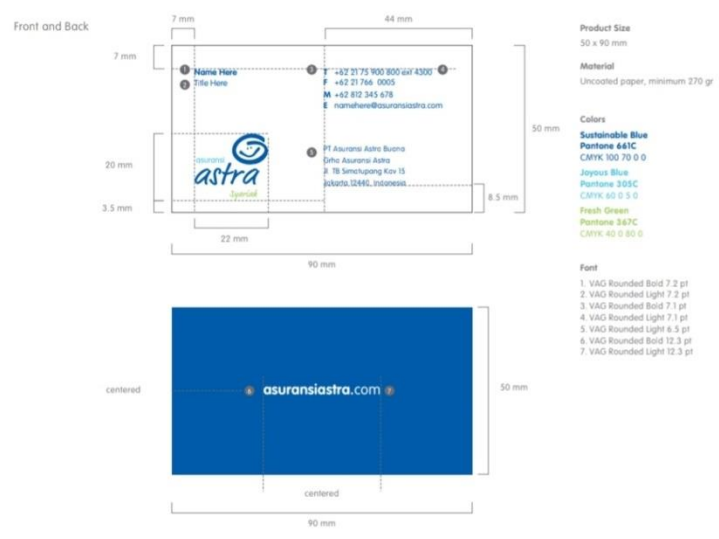 Front and Back
7 mm
44 mm
7 mm
1 Name Here
2 Title Here
3 T +62 21 75 900 800 ext 4300 4
F +62 21 766 0005
M +62 812 345 678
E namehere@asuransiastra.com
50 mm
20 mm
asuransi
astra
Syariah
5 PT Asuransi Astra Buana
Grha Asuransi Astra
Jl. TB Simatupang Kav 15
Jakarta 12440, Indonesia
3.5 mm
8.5 mm
22 mm
90 mm
Product Size
50 x 90 mm
Material
Uncoated paper, minimum 270 gr
Colors
Sustainable Blue
Pantone 661C
CMYK 100 70 0 0
Joyous Blue
Pantone 305C
CMYK 60 0 5 0
Fresh Green
Pantone 367C
CMYK 40 0 80 0
Font
1. VAG Rounded Bold 7.2 pt
2. VAG Rounded Light 7.2 pt
3. VAG Rounded Bold 7.1 pt
4. VAG Rounded Light 7.1 pt
5. VAG Rounded Light 6.5 pt
6. VAG Rounded Bold 12.3 pt
7. VAG Rounded Light 12.3 pt
centered
6 asuransiastra.com 7
50 mm
centered
90 mm